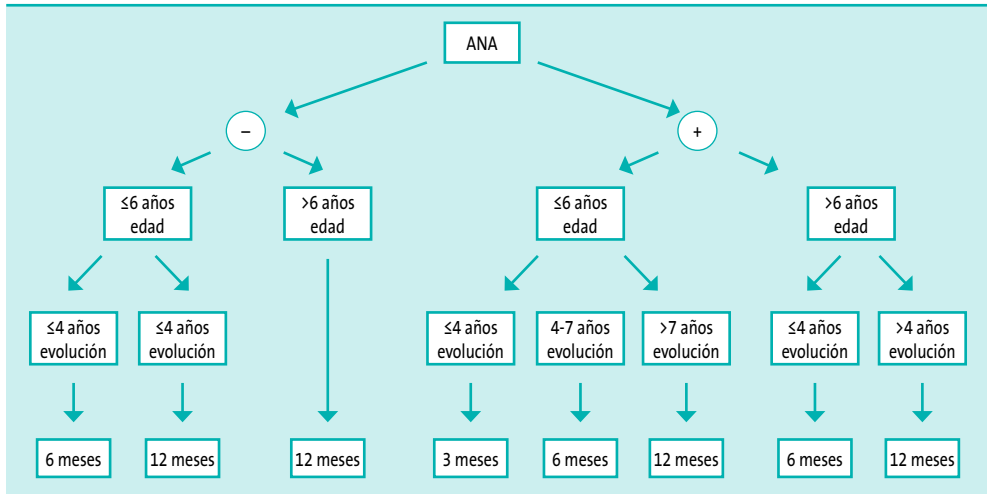 ANA
–
+
≤6 años
edad
>6 años
edad
≤6 años
edad
>6 años
edad
≤4 años
evolución
≤4 años
evolución
≤4 años
evolución
4-7 años
evolución
>7 años
evolución
≤4 años
evolución
>4 años
evolución
6 meses
12 meses
12 meses
3 meses
6 meses
12 meses
6 meses
12 meses